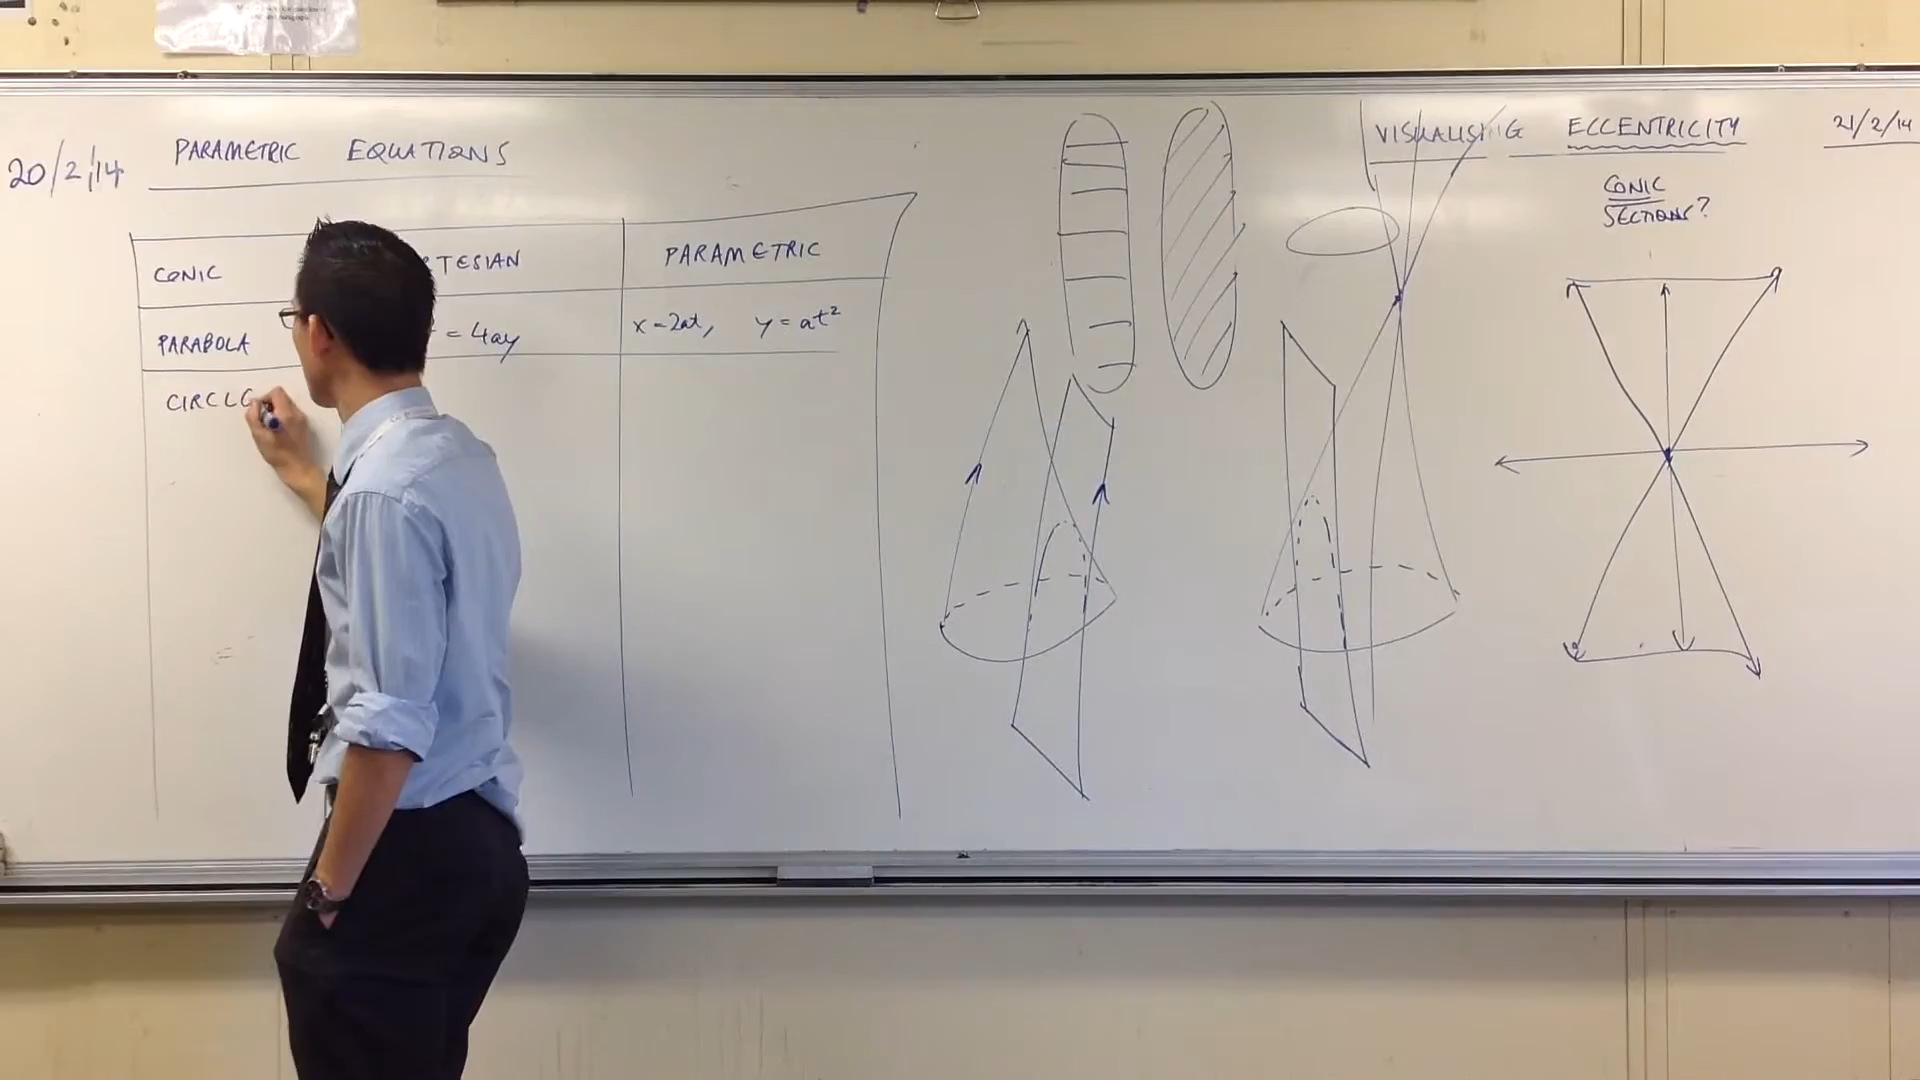 20/2/14 PARAMETRIC EQUATIONS
CONIC RTESIAN PARAMETRIC
PARABOLA = 4ay x = 2at, y = at²
CIRCLE
VISUALISING ECCENTRICITY 21/2/14
CONIC
SECTIONS?